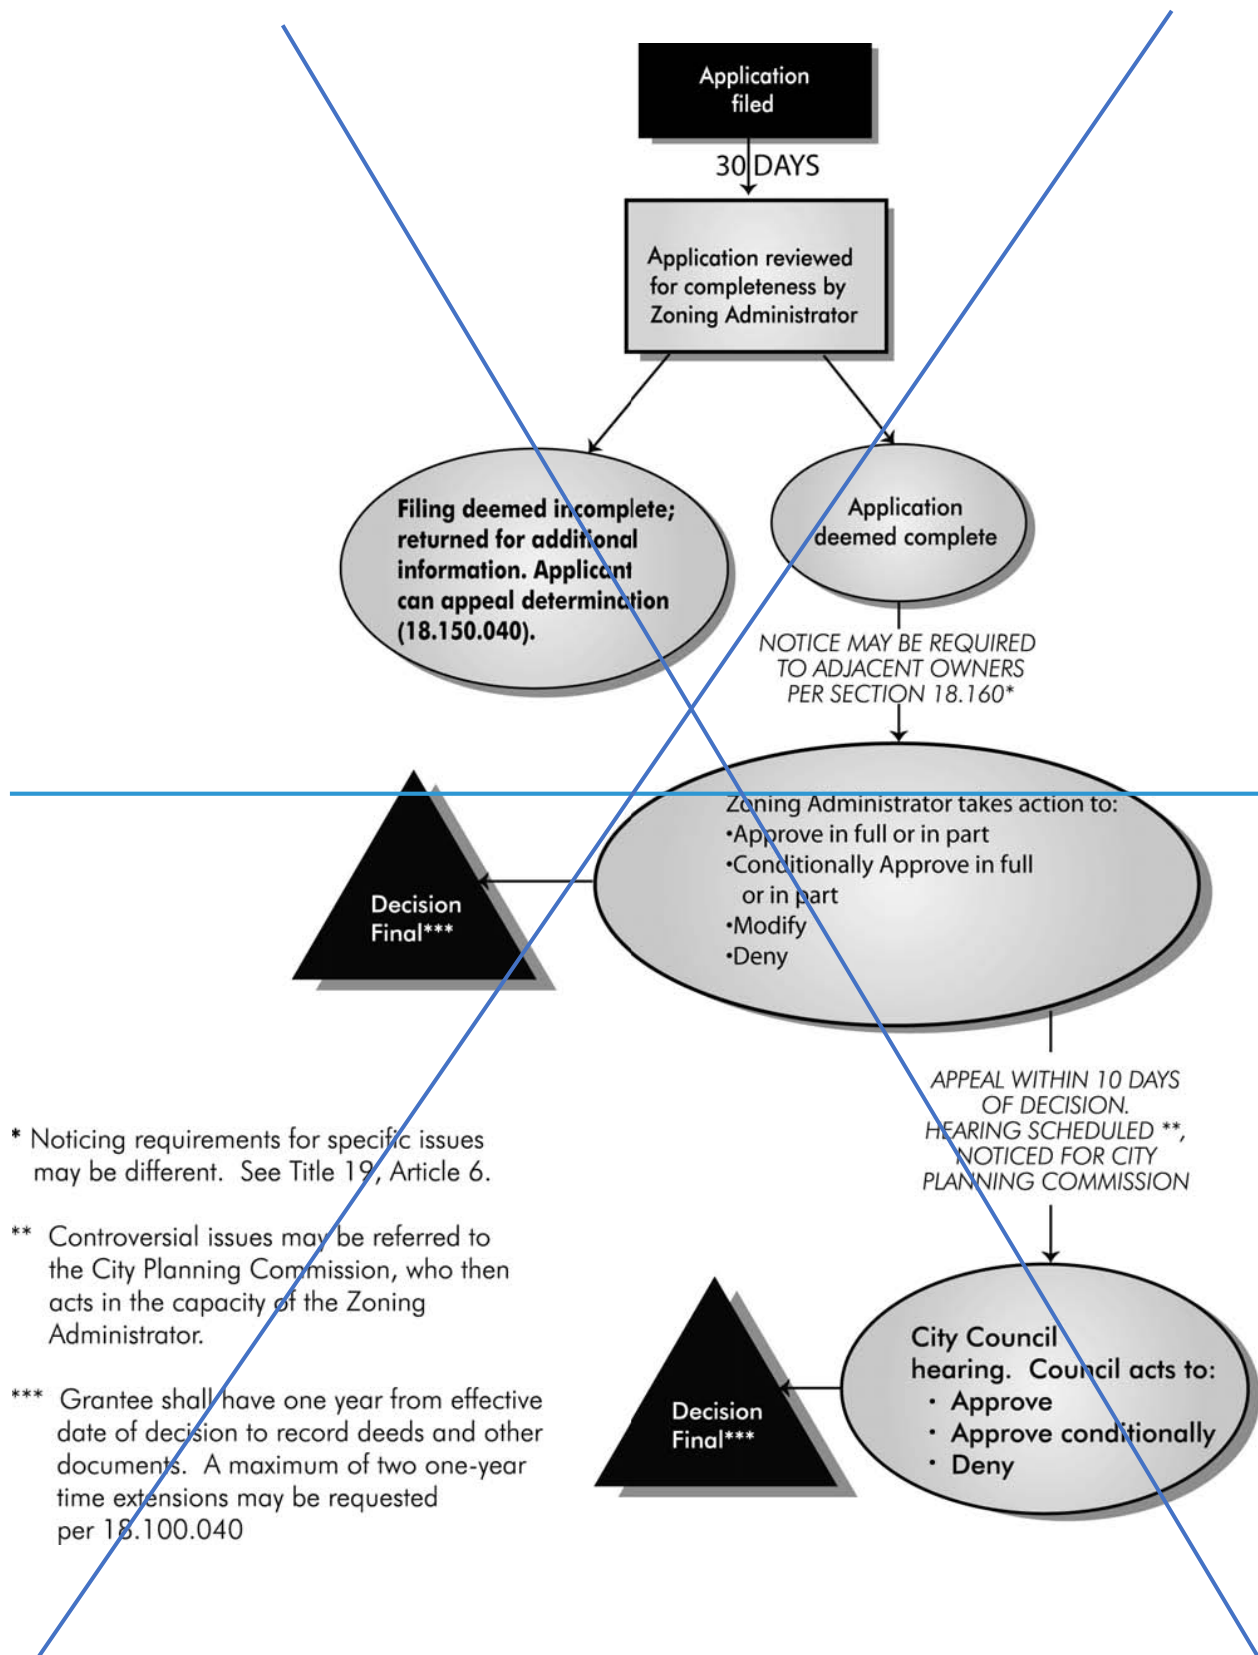 Application
filed
30 DAYS
Application reviewed
for completeness by
Zoning Administrator
Filing deemed incomplete;
returned for additional
information. Applicant
can appeal determination
(18.150.040).
Application
deemed complete
NOTICE MAY BE REQUIRED
TO ADJACENT OWNERS
PER SECTION 18.160*
Zoning Administrator takes action to:
•Approve in full or in part
•Conditionally Approve in full
or in part
•Modify
•Deny
Decision
Final***
APPEAL WITHIN 10 DAYS
OF DECISION.
HEARING SCHEDULED **,
NOTICED FOR CITY
PLANNING COMMISSION
* Noticing requirements for specific issues
may be different. See Title 19, Article 6.
** Controversial issues may be referred to
the City Planning Commission, who then
acts in the capacity of the Zoning
Administrator.
*** Grantee shall have one year from effective
date of decision to record deeds and other
documents. A maximum of two one-year
time extensions may be requested
per 18.100.040
City Council
hearing. Council acts to:
• Approve
• Approve conditionally
• Deny
Decision
Final***